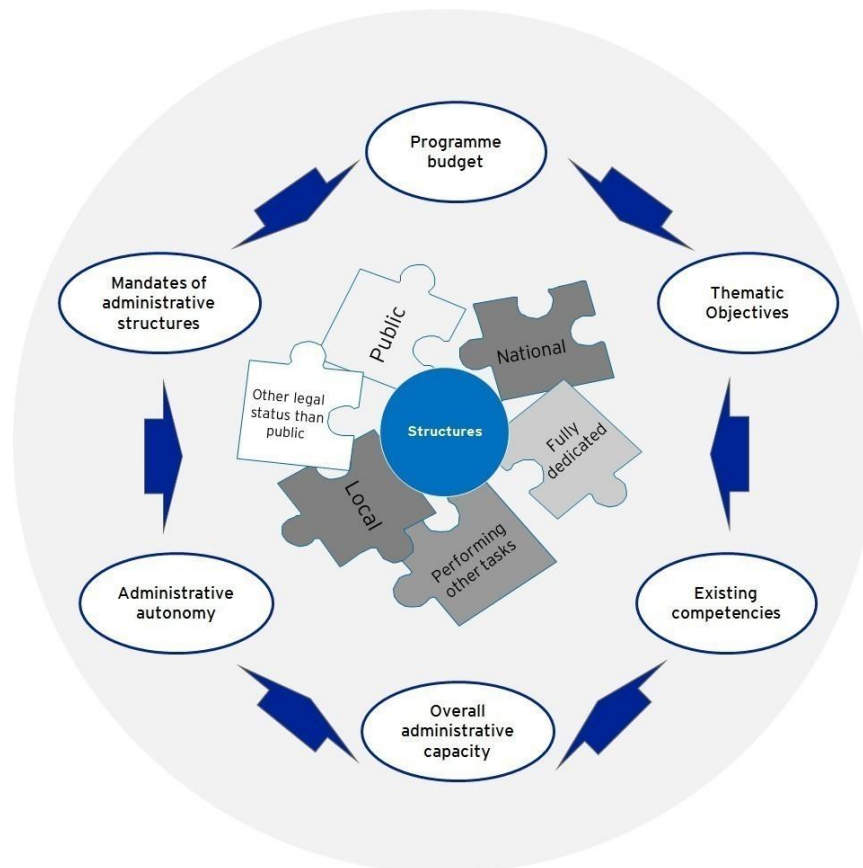 Programme
budget
Mandates of
administrative
structures
Thematic
Objectives
Public
National
Other legal
status than
public
Structures
Fully
dedicated
Local
Performing
other tasks
Administrative
autonomy
Existing
competencies
Overall
administrative
capacity